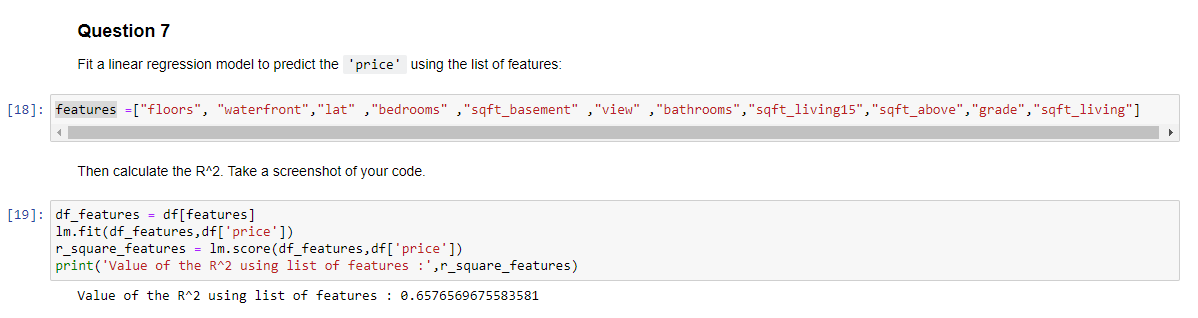 Question 7
Fit a linear regression model to predict the 'price' using the list of features:
[18]: features =["floors", "waterfront","lat" ,"bedrooms" ,"sqft_basement" ,"view" ,"bathrooms","sqft_living15","sqft_above","grade","sqft_living"]
Then calculate the R^2. Take a screenshot of your code.
[19]: df_features = df[features]
lm.fit(df_features,df['price'])
r_square_features = lm.score(df_features,df['price'])
print('Value of the R^2 using list of features :',r_square_features)
Value of the R^2 using list of features : 0.6576569675583581